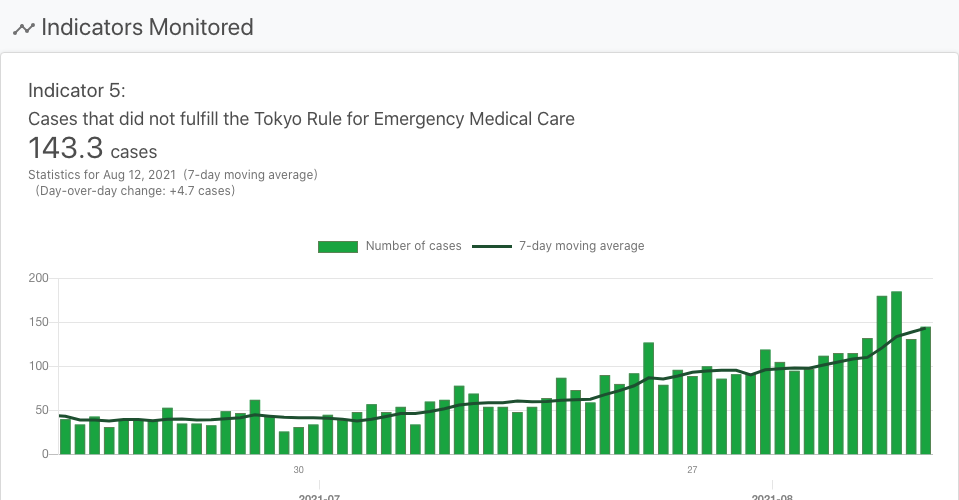 Indicators Monitored
Indicator 5:
Cases that did not fulfill the Tokyo Rule for Emergency Medical Care
143.3 cases
Statistics for Aug 12, 2021 (7-day moving average)
(Day-over-day change: +4.7 cases)
Number of cases 7-day moving average
200
150
100
50
0
30 27
2021-07 2021-08